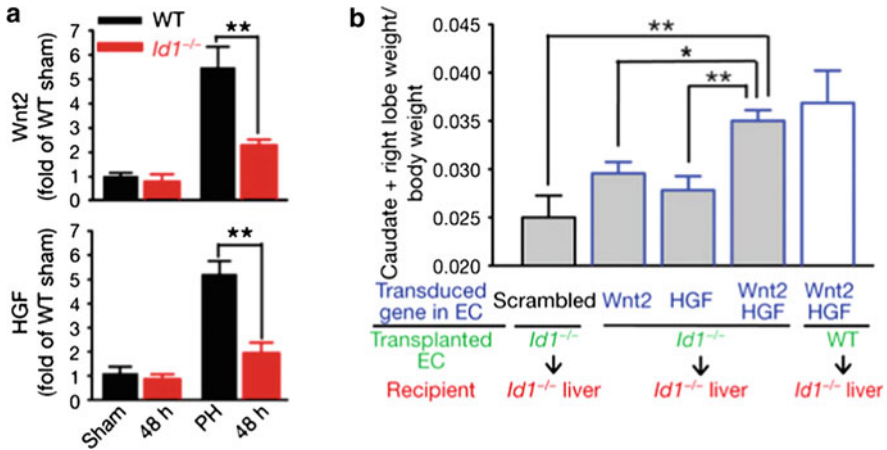 a
WT
Id1-/-
**
Wnt2
(fold of WT sham)
7
6
5
4
3
2
1
0
**
HGF
(fold of WT sham)
7
6
5
4
3
2
1
0
Sham
48 h
PH
48 h
b
Caudate + right lobe weight/
body weight
0.045
0.040
0.035
0.030
0.025
0.020
**
*
**
Transduced gene in EC
Scrambled
Wnt2
HGF
Wnt2 HGF
Wnt2 HGF
Transplanted EC
Id1-/-
Id1-/-
WT
Recipient
Id1-/- liver
Id1-/- liver
Id1-/- liver